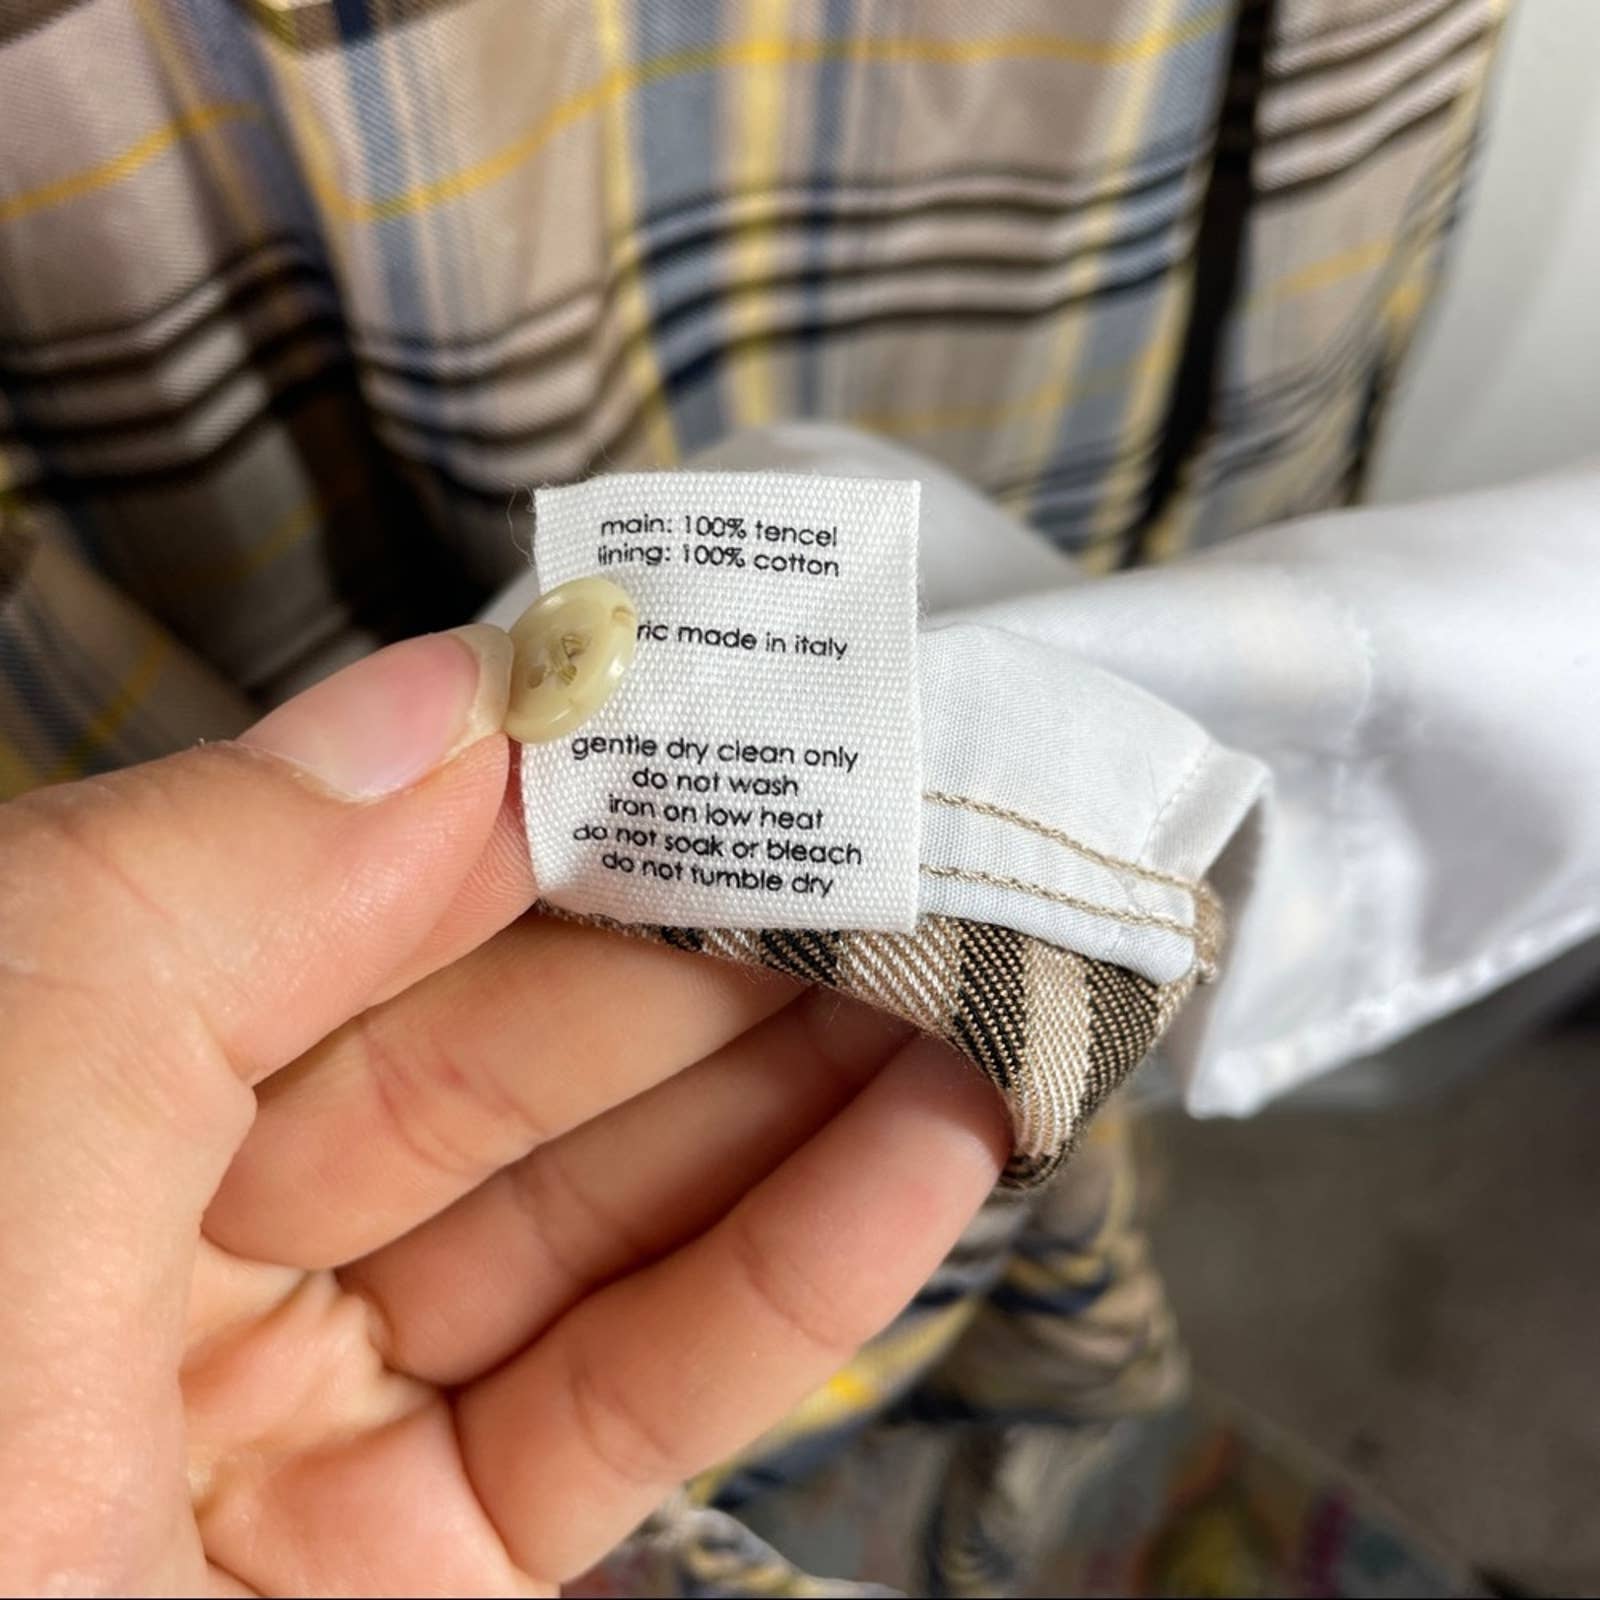 main: 100% tencel
lining: 100% cotton
ric made in italy
gentle dry clean only
do not wash
iron on low heat
do not soak or bleach
do not tumble dry